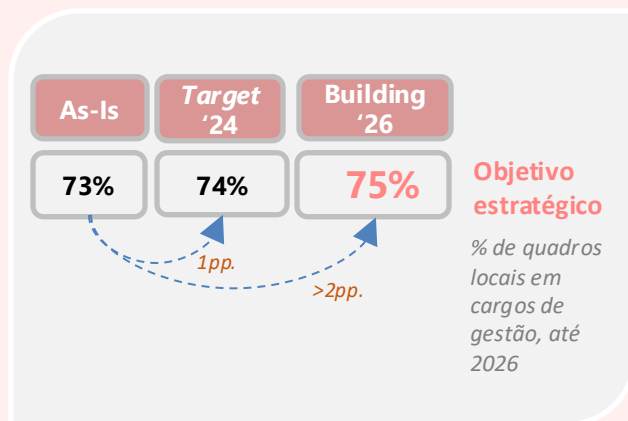 As-Is
Target
‘24
Building
‘26
73%
74%
75%
1pp.
>2pp.
Objetivo
estratégico
% de quadros
locais em
cargos de
gestão, até
2026